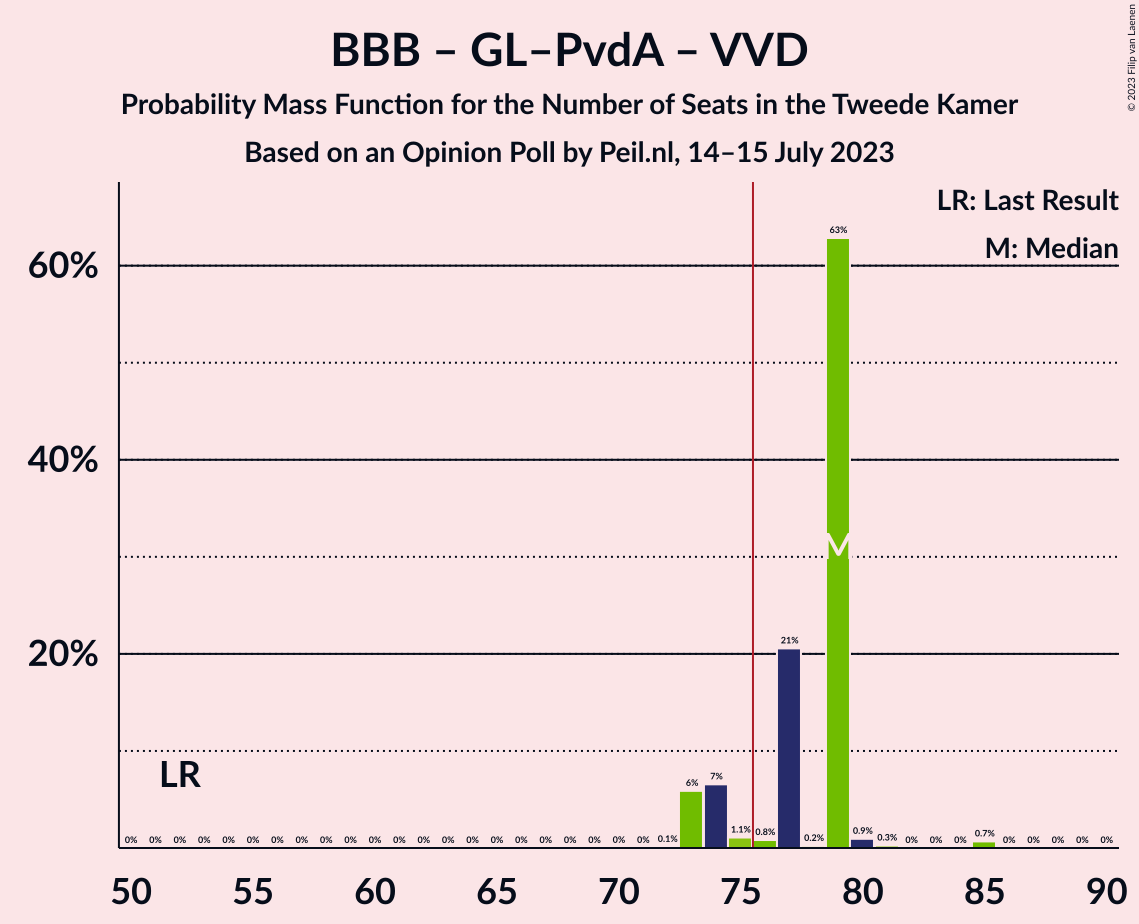 BBB – GL–PvdA – VVD
Probability Mass Function for the Number of Seats in the Tweede Kamer
Based on an Opinion Poll by Peil.nl, 14–15 July 2023
© 2023 Filip van Laenen
LR: Last Result
M: Median
60%
40%
20%
LR
M
0% 0% 0% 0% 0% 0% 0% 0% 0% 0% 0% 0% 0% 0% 0% 0% 0% 0% 0% 0% 0% 0% 0.1% 6% 7% 1.1% 0.8% 21% 0.2% 63% 0.9% 0.3% 0% 0% 0% 0.7% 0% 0% 0% 0% 0%
50 55 60 65 70 75 80 85 90